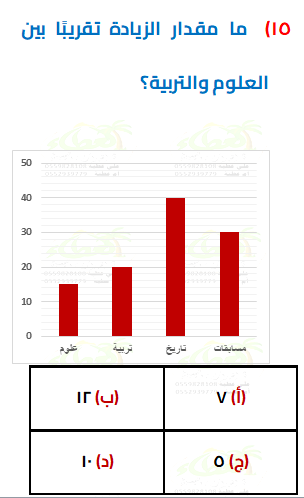 ١٥) ما مقدار الزيادة تقريبًا بين
العلوم والتربية؟
50
40
30
20
10
0
علوم تربية تاريخ مسابقات
(أ) ٧ (ب) ١٢
(ج) ٥ (د) ١٠